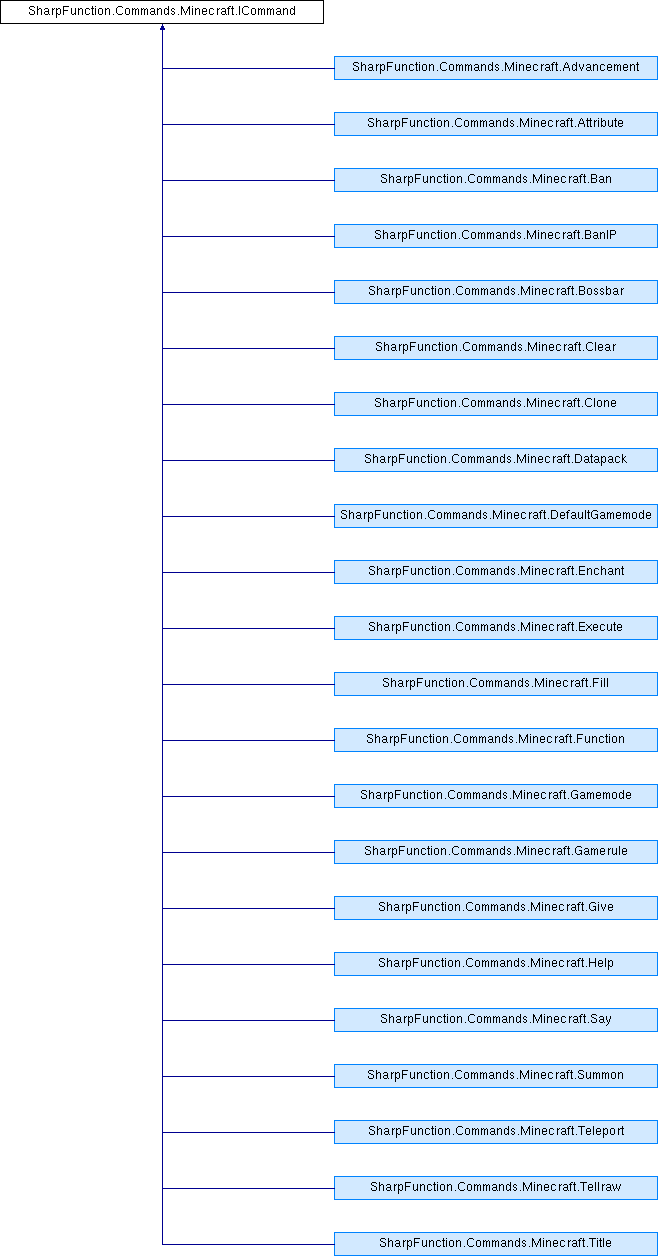 SharpFunction.Commands.Minecraft.ICommand
SharpFunction.Commands.Minecraft.Advancement
SharpFunction.Commands.Minecraft.Attribute
SharpFunction.Commands.Minecraft.Ban
SharpFunction.Commands.Minecraft.BanIP
SharpFunction.Commands.Minecraft.Bossbar
SharpFunction.Commands.Minecraft.Clear
SharpFunction.Commands.Minecraft.Clone
SharpFunction.Commands.Minecraft.Datapack
SharpFunction.Commands.Minecraft.DefaultGamemode
SharpFunction.Commands.Minecraft.Enchant
SharpFunction.Commands.Minecraft.Execute
SharpFunction.Commands.Minecraft.Fill
SharpFunction.Commands.Minecraft.Function
SharpFunction.Commands.Minecraft.Gamemode
SharpFunction.Commands.Minecraft.Gamerule
SharpFunction.Commands.Minecraft.Give
SharpFunction.Commands.Minecraft.Help
SharpFunction.Commands.Minecraft.Say
SharpFunction.Commands.Minecraft.Summon
SharpFunction.Commands.Minecraft.Teleport
SharpFunction.Commands.Minecraft.Tellraw
SharpFunction.Commands.Minecraft.Title